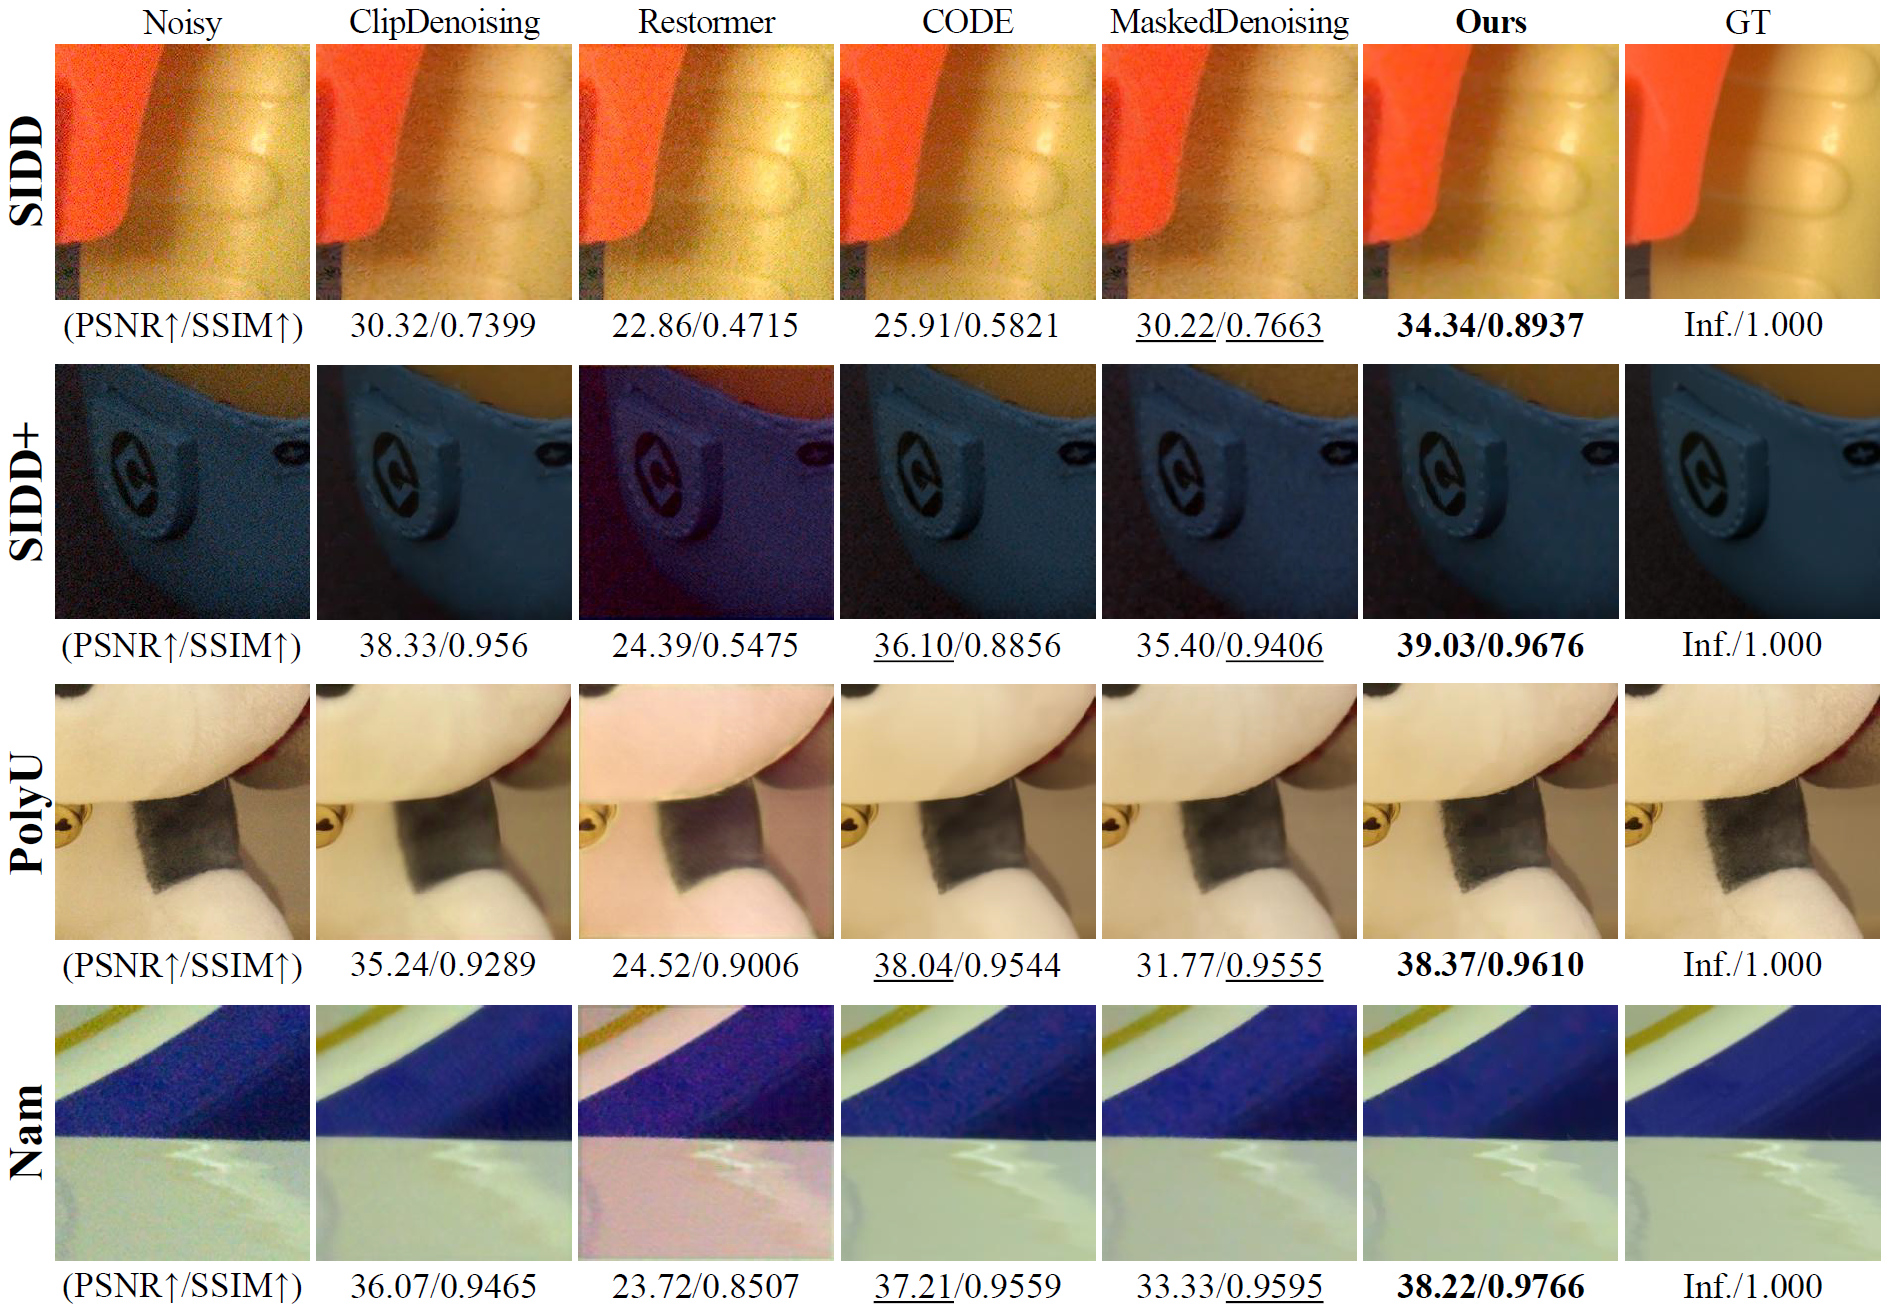 Noisy ClipDenoising Restormer CODE MaskedDenoising Ours GT
SIDD
(PSNR↑/SSIM↑) 30.32/0.7399 22.86/0.4715 25.91/0.5821 30.22/0.7663 34.34/0.8937 Inf./1.000
SIDD+
(PSNR↑/SSIM↑) 38.33/0.956 24.39/0.5475 36.10/0.8856 35.40/0.9406 39.03/0.9676 Inf./1.000
PolyU
(PSNR↑/SSIM↑) 35.24/0.9289 24.52/0.9006 38.04/0.9544 31.77/0.9555 38.37/0.9610 Inf./1.000
Nam
(PSNR↑/SSIM↑) 36.07/0.9465 23.72/0.8507 37.21/0.9559 33.33/0.9595 38.22/0.9766 Inf./1.000